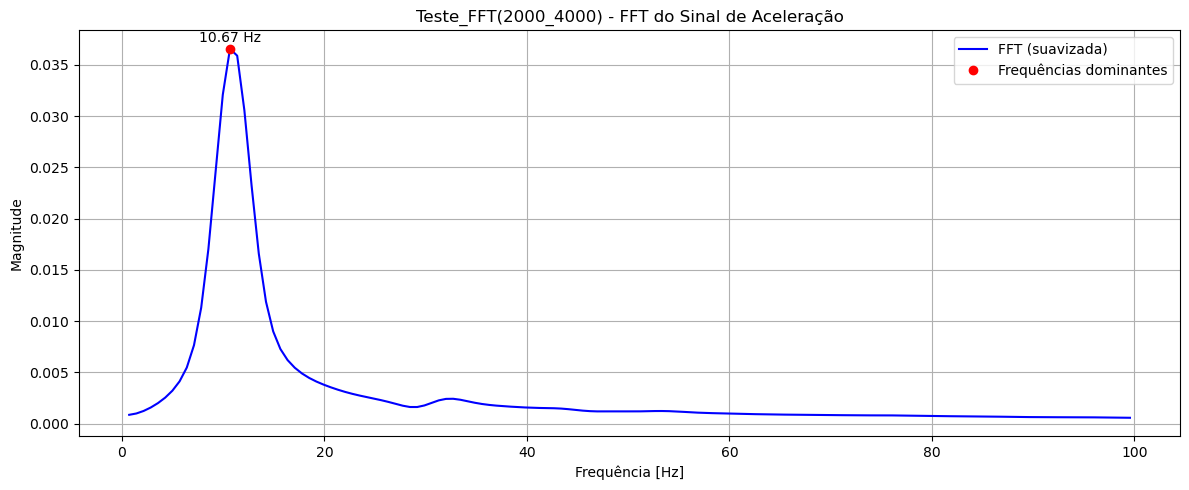 Teste_FFT(2000_4000) - FFT do Sinal de Aceleração
10.67 Hz
FFT (suavizada)
Frequências dominantes
Magnitude
0.035
0.030
0.025
0.020
0.015
0.010
0.005
0.000
0
20
40
60
80
100
Frequência [Hz]